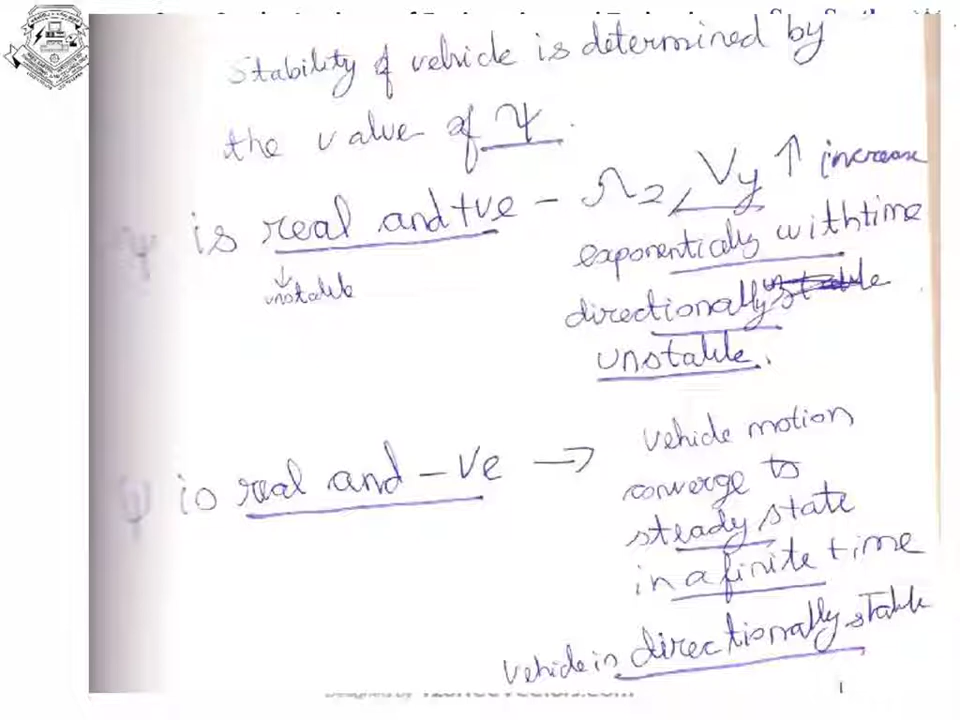 Stability of vehicle is determined by
the value of Ψ.
Ψ is real and +ve – Ω₂, Vy ↑ increase
↓
unstable
exponentially with time
directionally
unstable.
Ψ is real and –ve → vehicle motion
converge to
steady state
in a finite time
vehicle is directionally stable
1